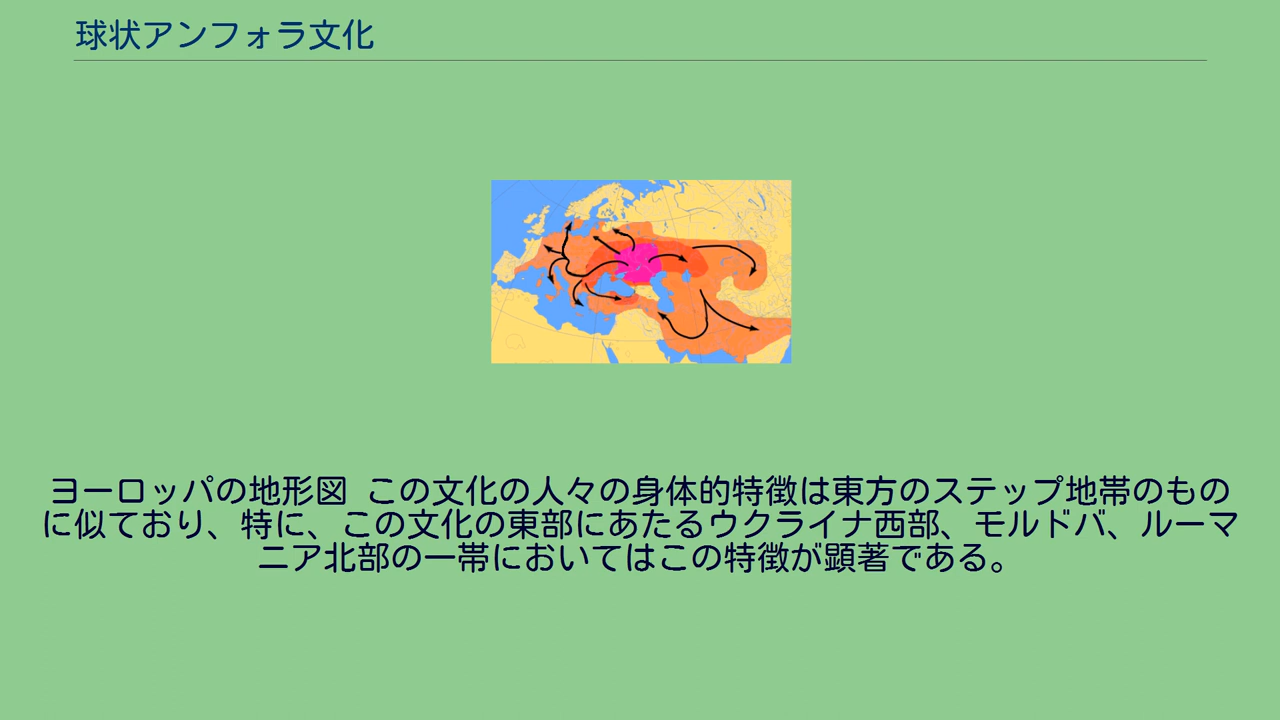 球状アンフォラ文化
ヨーロッパの地形図 この文化の人々の身体的特徴は東方のステップ地帯のもの
に似ており、特に、この文化の東部にあたるウクライナ西部、モルドバ、ルーマ
ニア北部の一帯においてはこの特徴が顕著である。